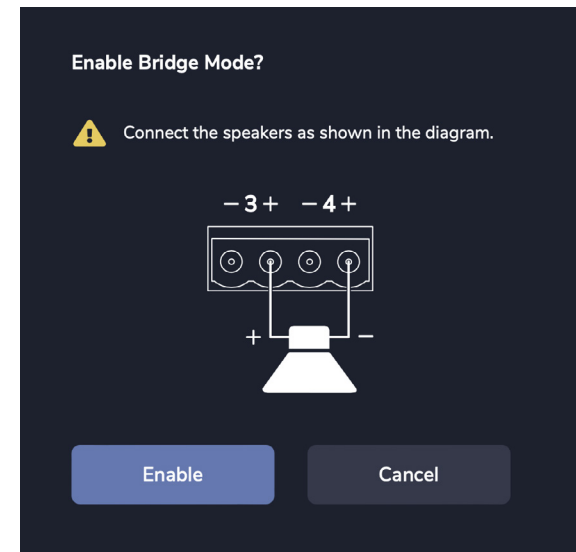 Enable Bridge Mode?
Connect the speakers as shown in the diagram.
− 3 + − 4 +
+ −
Enable Cancel